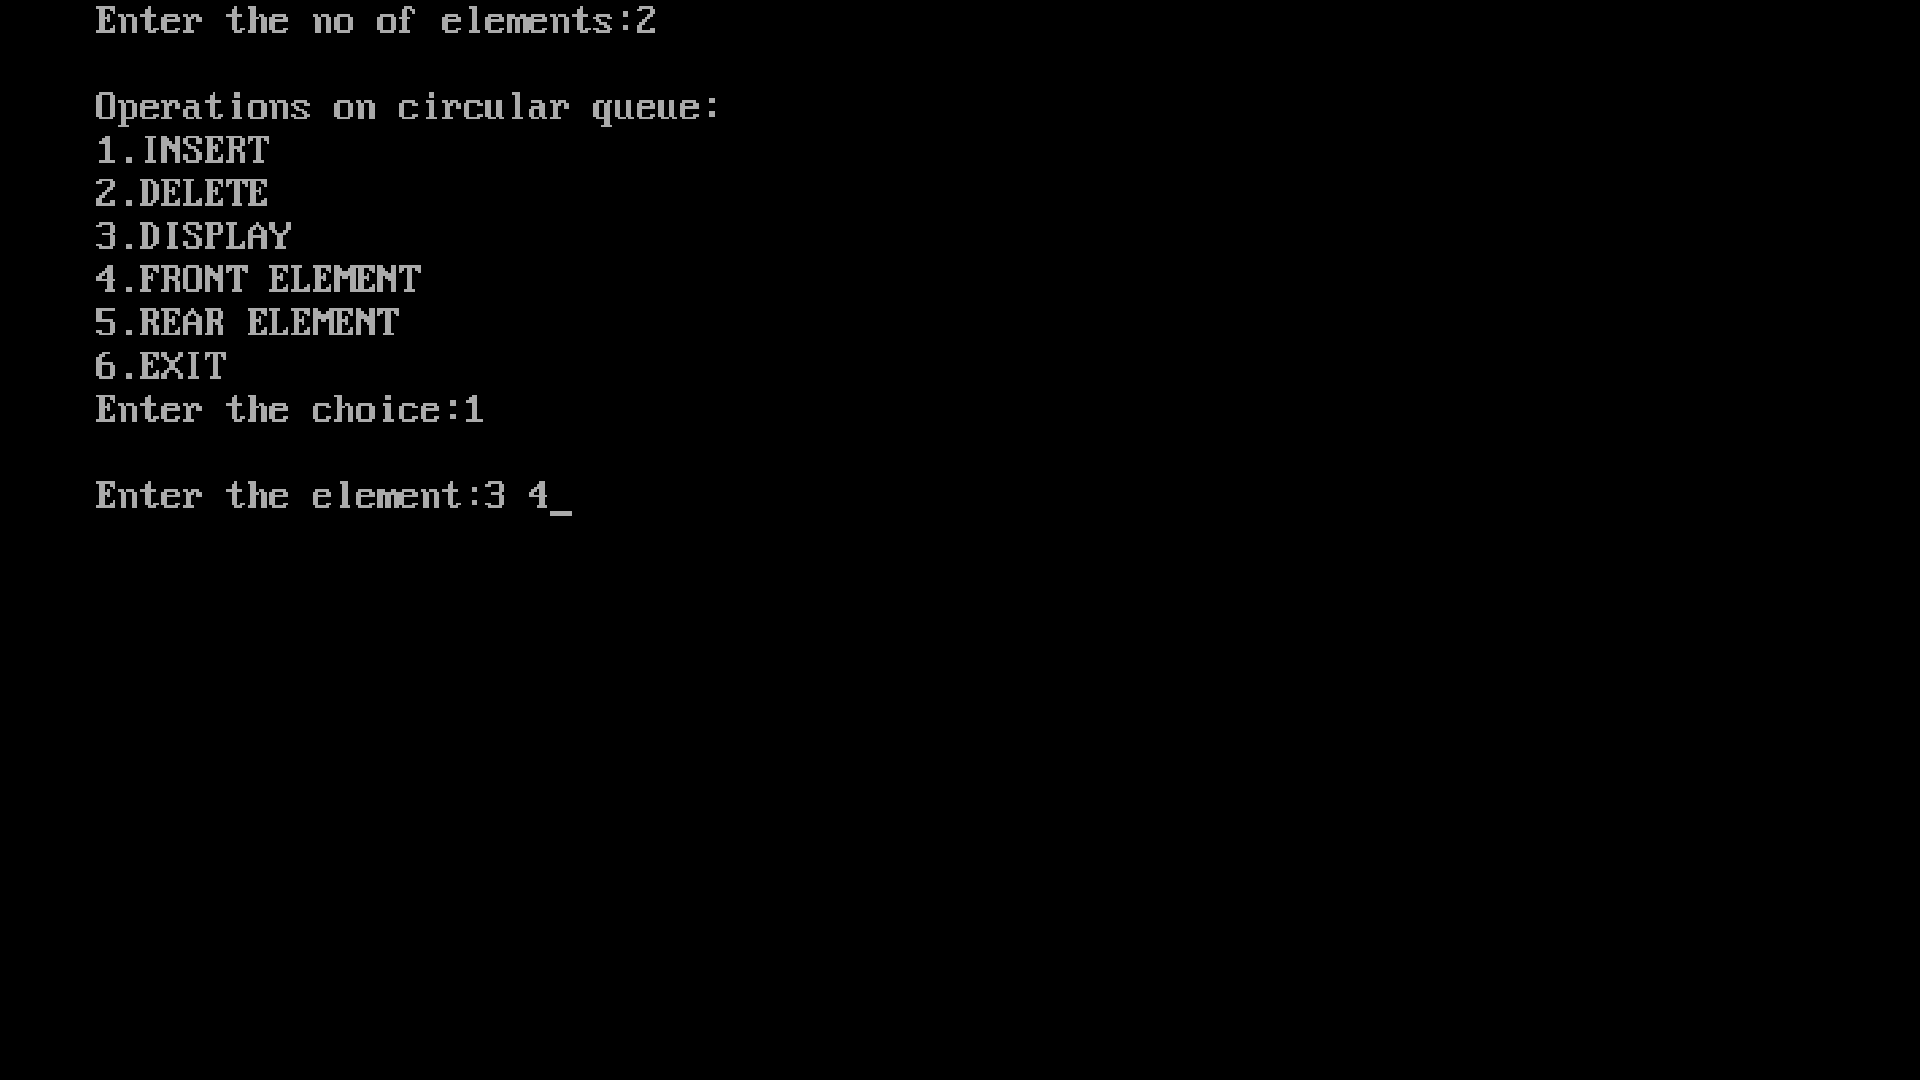 Enter the no of elements:2
Operations on circular queue:
1.INSERT
2.DELETE
3.DISPLAY
4.FRONT ELEMENT
5.REAR ELEMENT
6.EXIT
Enter the choice:1
Enter the element:3 4_